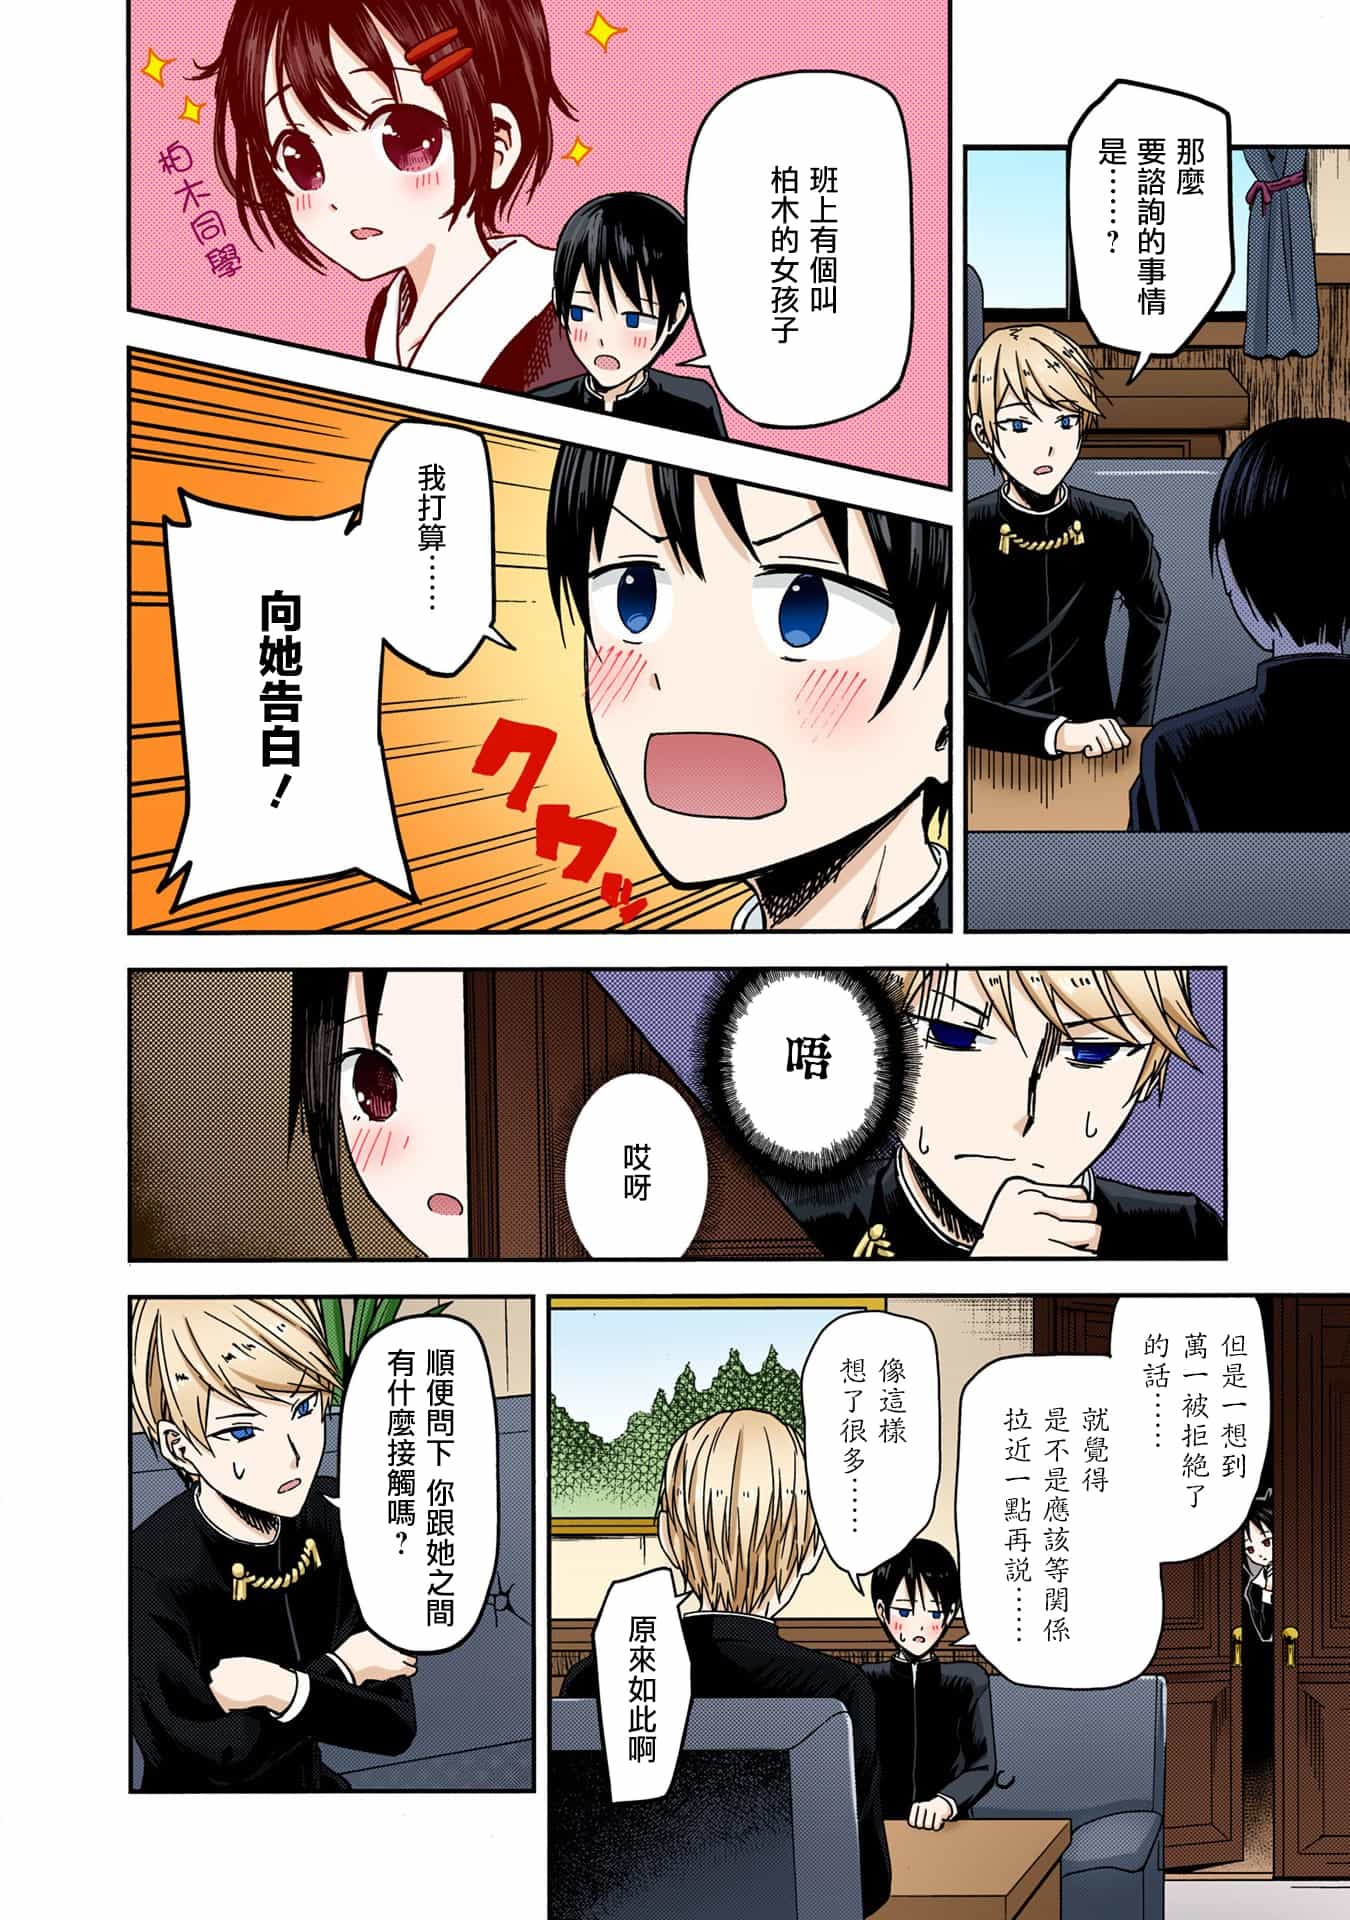 那麼
要諮詢的事情
是……?
班上有個叫
柏木的女孩子
柏木同學
我打算……
向她告白!
クワワッ
唔
哎呀
但是一想到
萬一被拒絕了
的話……
就覺得
是不是應該等關係
拉近一點再說……
像這樣
想了很多……
原來如此啊
順便問下 你跟她之間
有什麼接觸嗎?